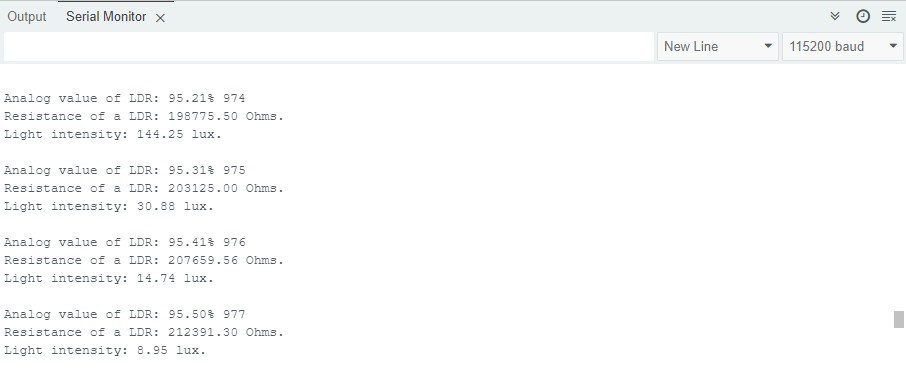 Output
Serial Monitor
New Line
115200 baud
Analog value of LDR: 95.21% 974
Resistance of a LDR: 198775.50 Ohms.
Light intensity: 144.25 lux.
Analog value of LDR: 95.31% 975
Resistance of a LDR: 203125.00 Ohms.
Light intensity: 30.88 lux.
Analog value of LDR: 95.41% 976
Resistance of a LDR: 207659.56 Ohms.
Light intensity: 14.74 lux.
Analog value of LDR: 95.50% 977
Resistance of a LDR: 212391.30 Ohms.
Light intensity: 8.95 lux.